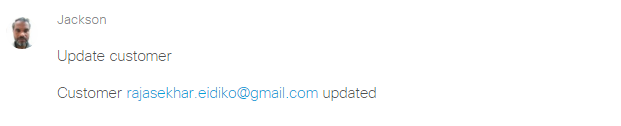 Jackson
Update customer
Customer rajasekhar.eidiko@gmail.com updated